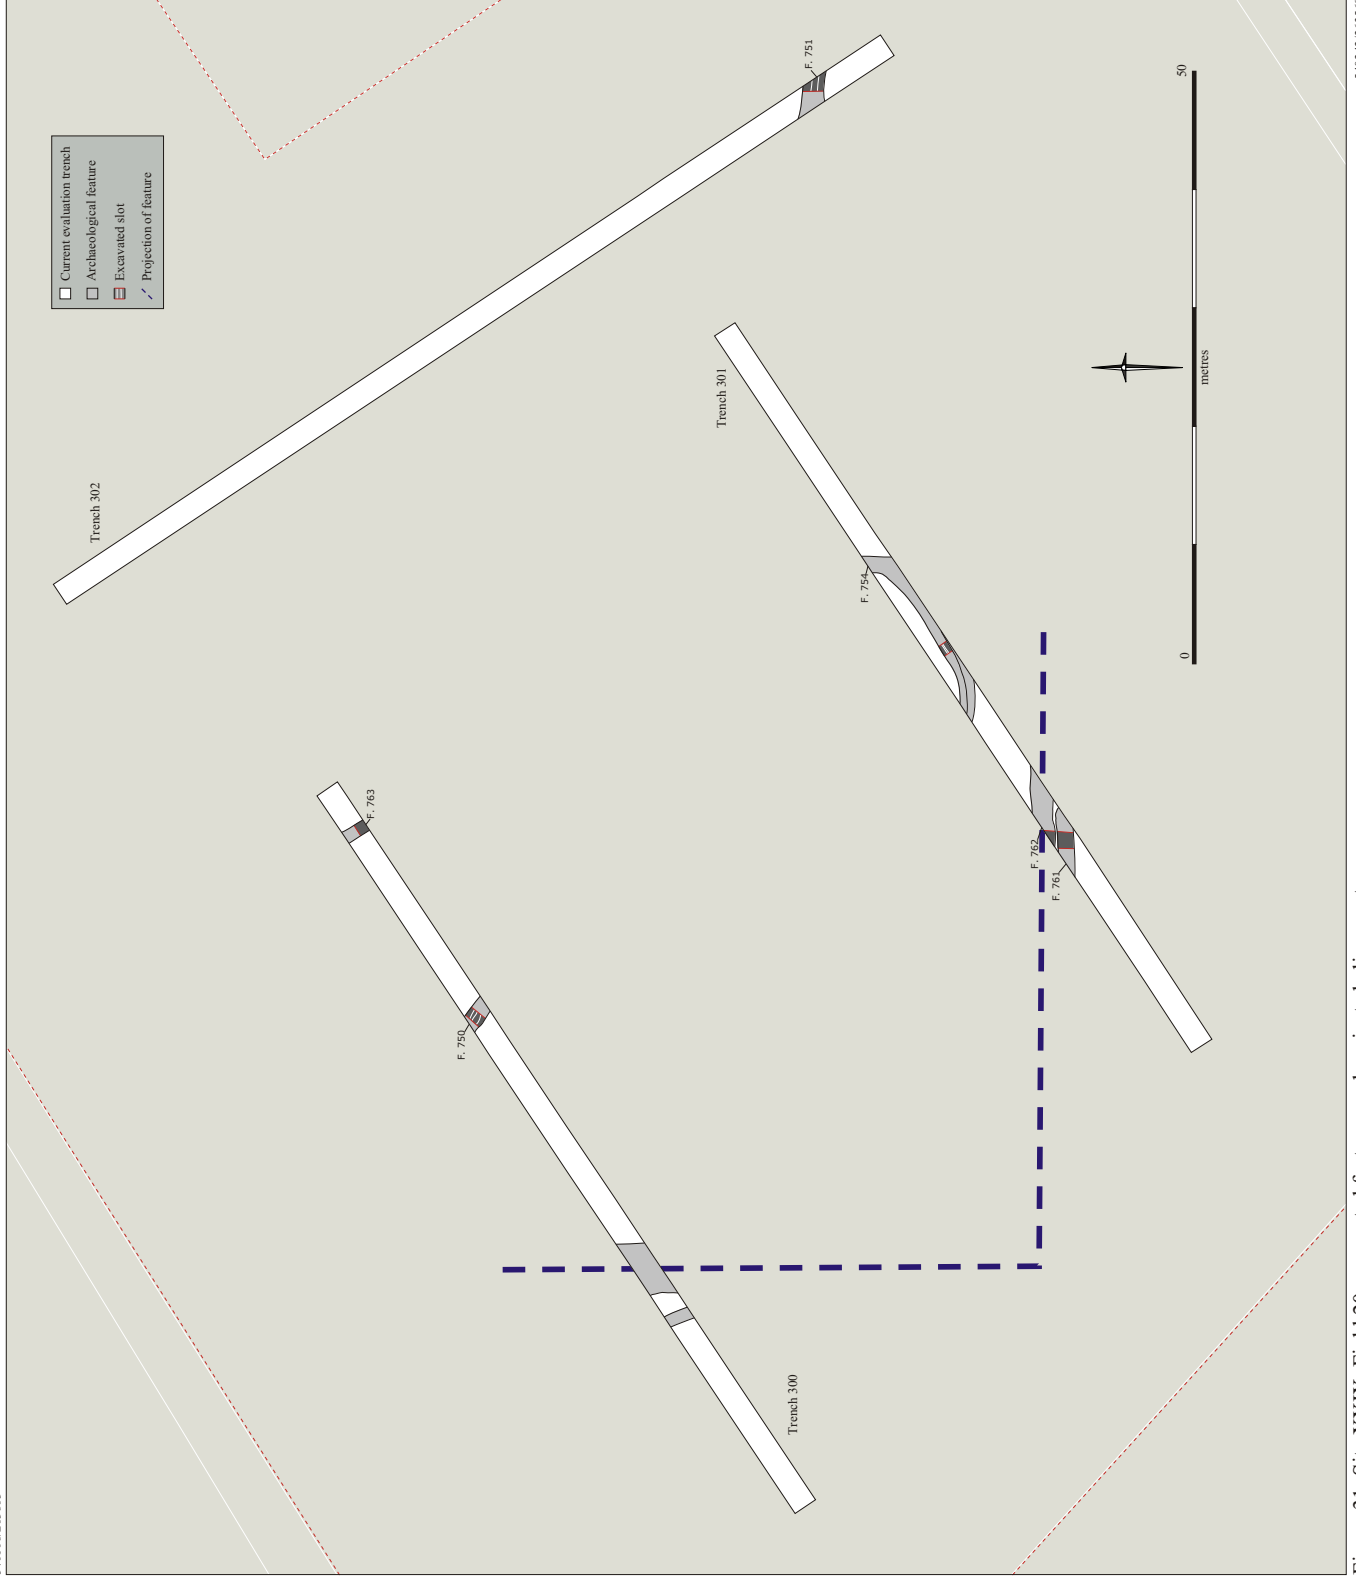 Current evaluation trench
Archaeological feature
Excavated slot
Projection of feature
Trench 302
F. 751
Trench 301
F. 754
F. 763
F. 750
F. 762
F. 761
Trench 300
0
50
metres